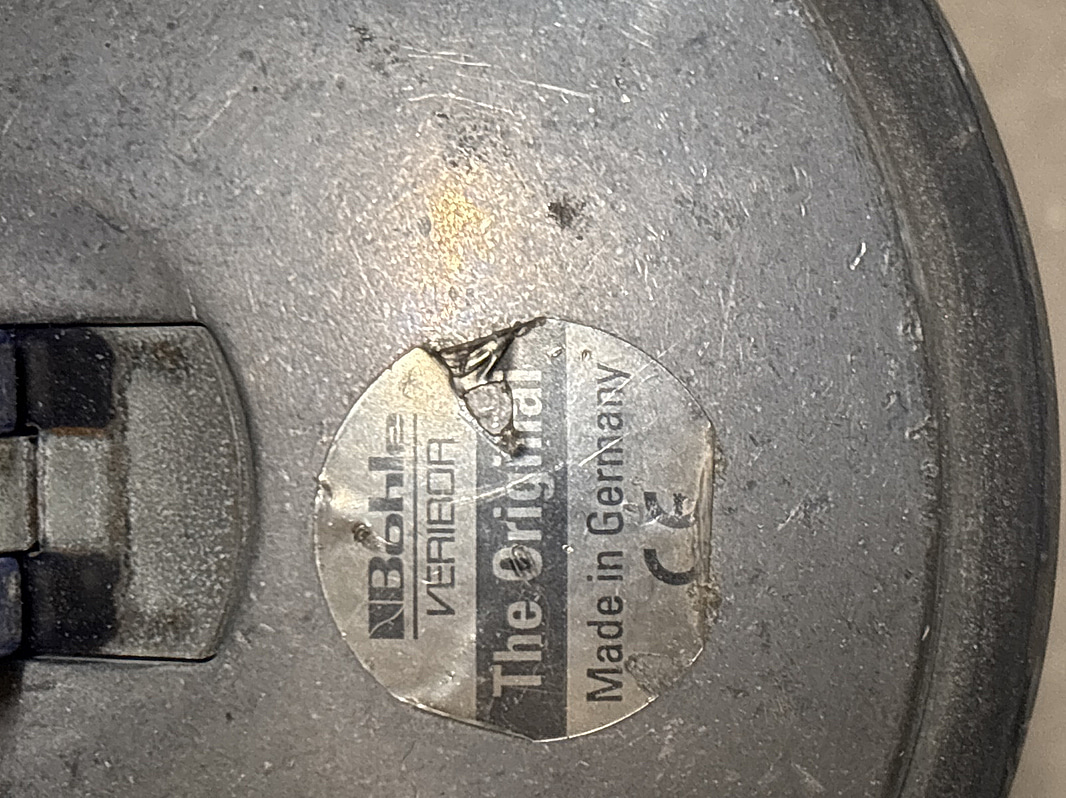 Bohle
VERIBOR
The Original
Made in Germany
CE